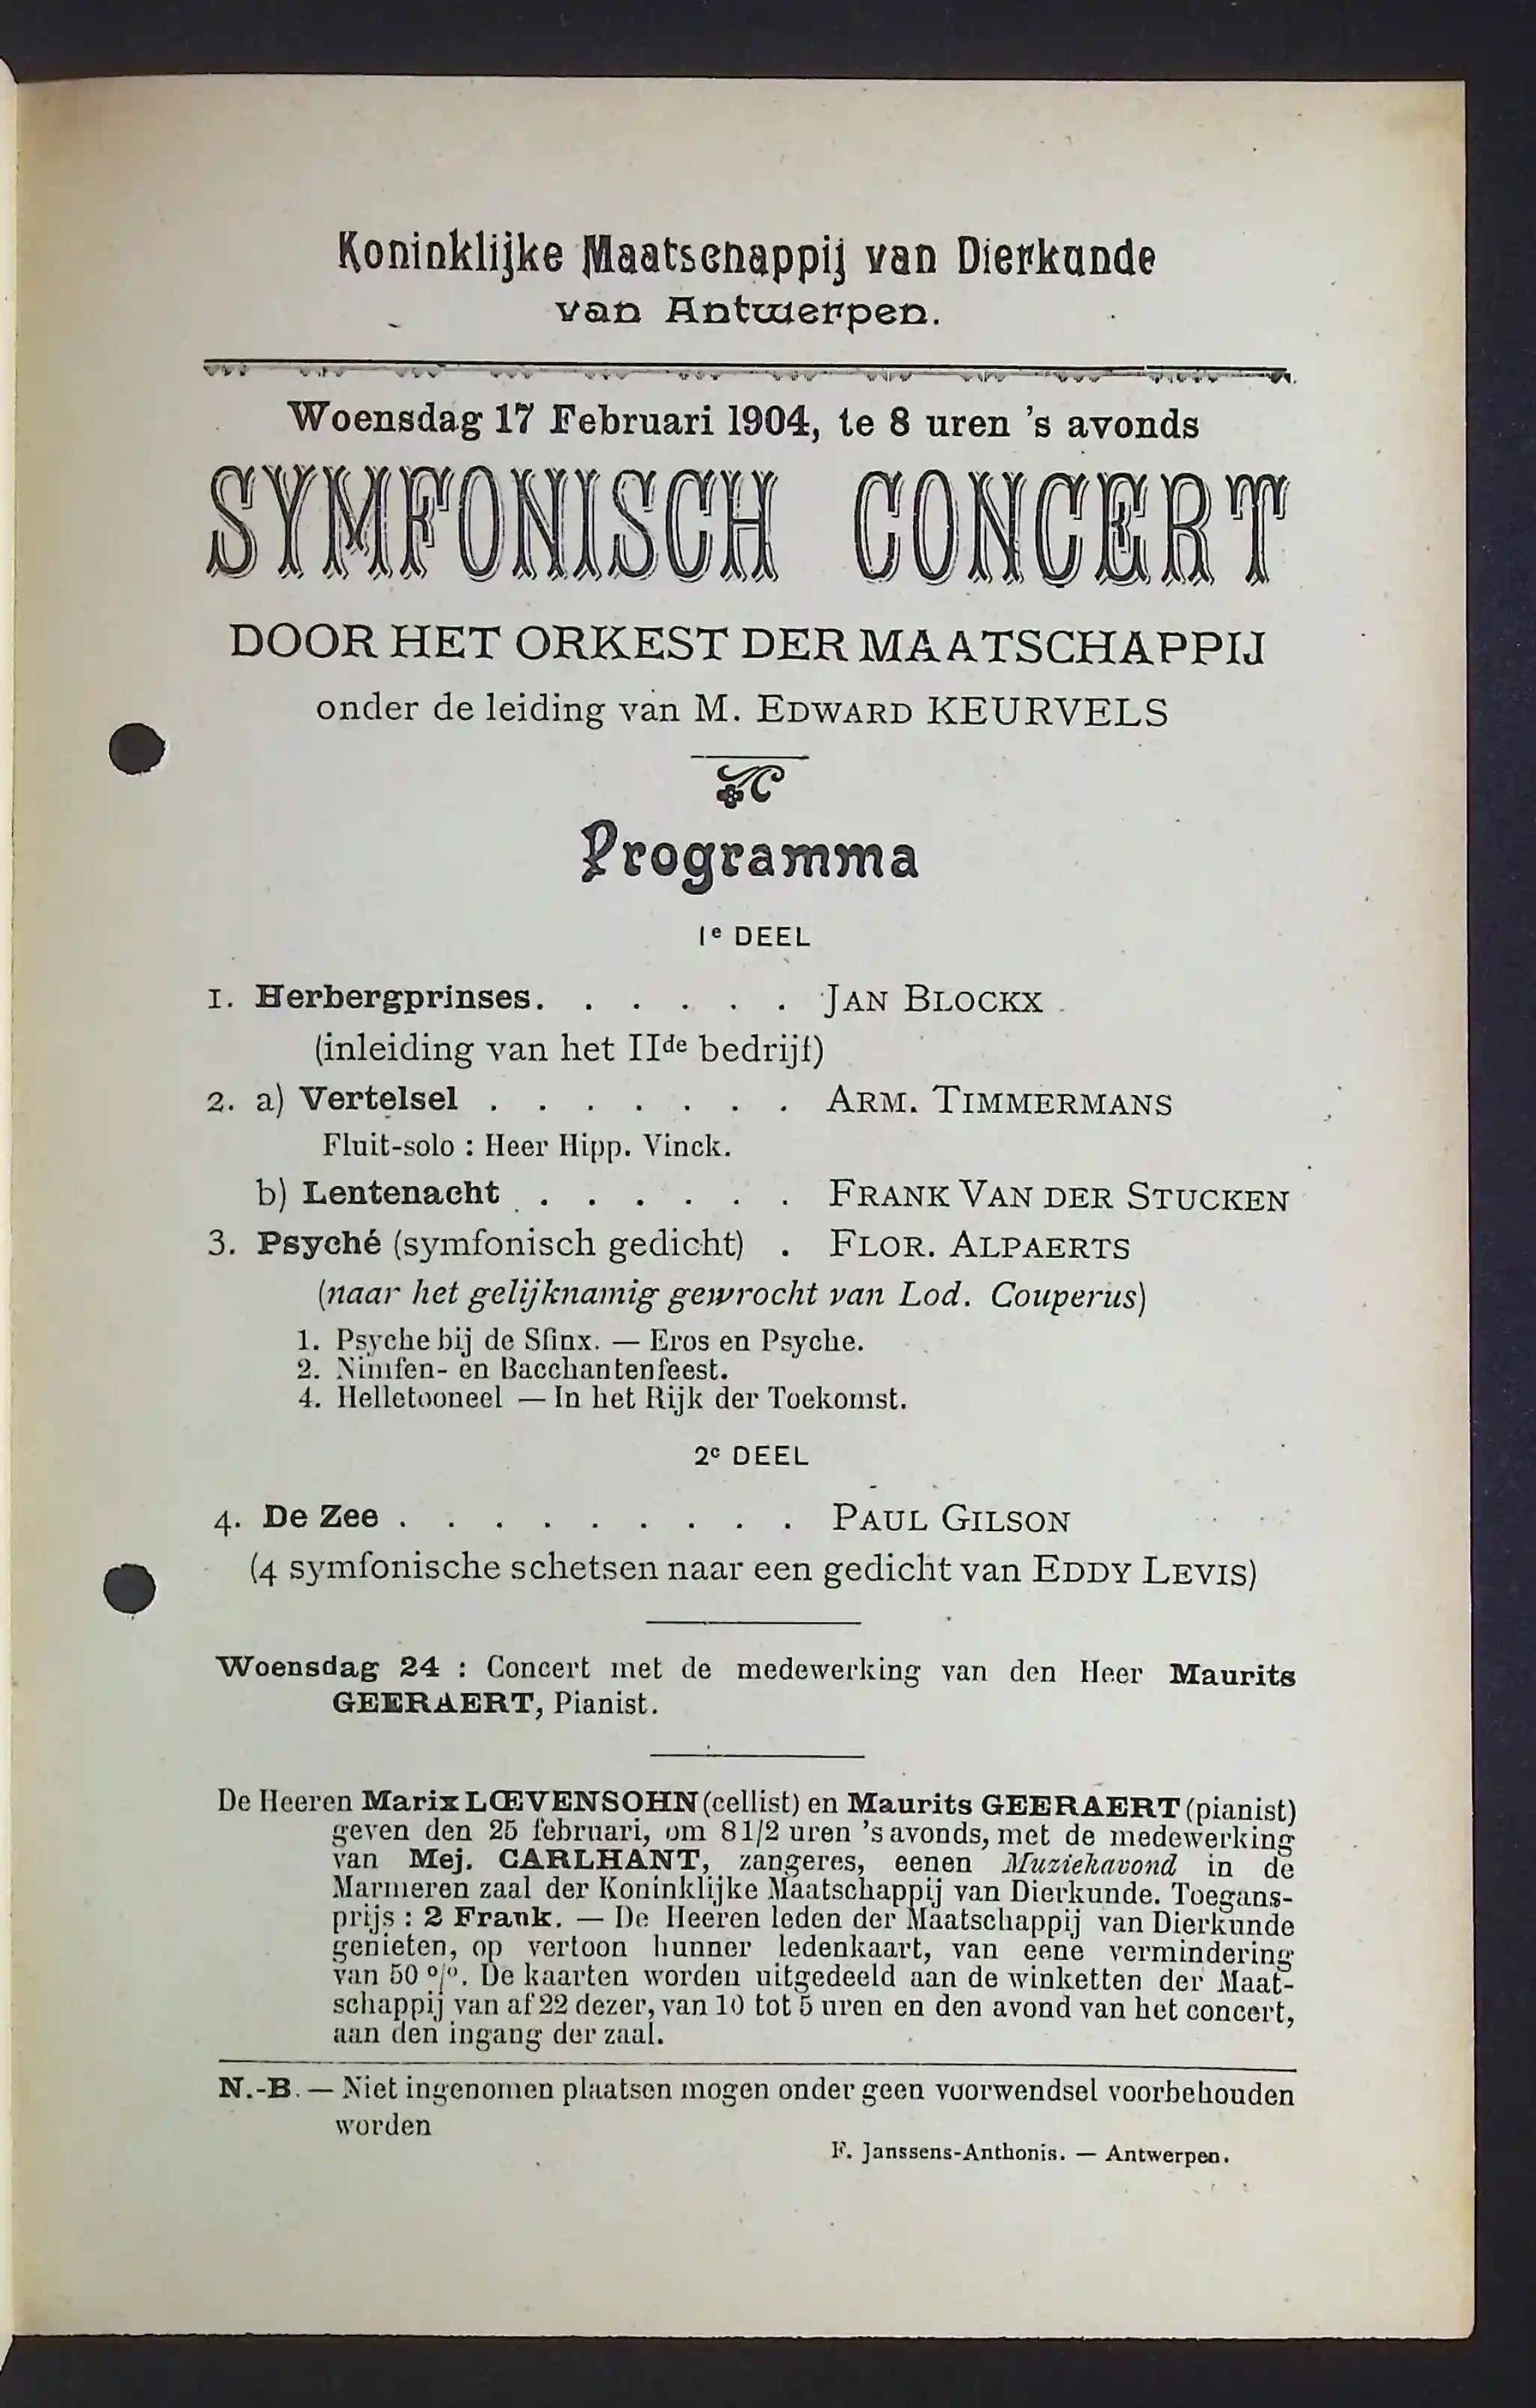 Koninklijke Maatschappij van Dierkunde
van Antwerpen.
Woensdag 17 Februari 1904, te 8 uren 's avonds
SYMFONISCH CONCERT
DOOR HET ORKEST DER MAATSCHAPPIJ
onder de leiding van M. EDWARD KEURVELS
Programma
1e DEEL
1. Herbergprinses. . . . . . JAN BLOCKX
(inleiding van het IIde bedrijf)
2. a) Vertelsel . . . . . . . ARM. TIMMERMANS
Fluit-solo : Heer Hipp. Vinck.
b) Lentenacht . . . . . . FRANK VAN DER STUCKEN
3. Psyché (symfonisch gedicht) . FLOR. ALPAERTS
(naar het gelijknamig gewrocht van Lod. Couperus)
1. Psyche bij de Sfinx. — Eros en Psyche.
2. Nimfen- en Bacchantenfeest.
4. Helletooneel — In het Rijk der Toekomst.
2e DEEL
4. De Zee . . . . . . . . . PAUL GILSON
(4 symfonische schetsen naar een gedicht van EDDY LEVIS)
Woensdag 24 : Concert met de medewerking van den Heer Maurits
GEERAERT, Pianist.
De Heeren Marix LŒVENSOHN (cellist) en Maurits GEERAERT (pianist)
geven den 25 februari, om 8 1/2 uren 's avonds, met de medewerking
van Mej. CARLHANT, zangeres, eenen Muziekavond in de
Marmeren zaal der Koninklijke Maatschappij van Dierkunde. Toegans-
prijs : 2 Frank. — De Heeren leden der Maatschappij van Dierkunde
genieten, op vertoon hunner ledenkaart, van eene vermindering
van 50 o/o. De kaarten worden uitgedeeld aan de winketten der Maat-
schappij van af 22 dezer, van 10 tot 5 uren en den avond van het concert,
aan den ingang der zaal.
N.-B. — Niet ingenomen plaatsen mogen onder geen voorwendsel voorbehouden
worden
F. Janssens-Anthonis. — Antwerpen.